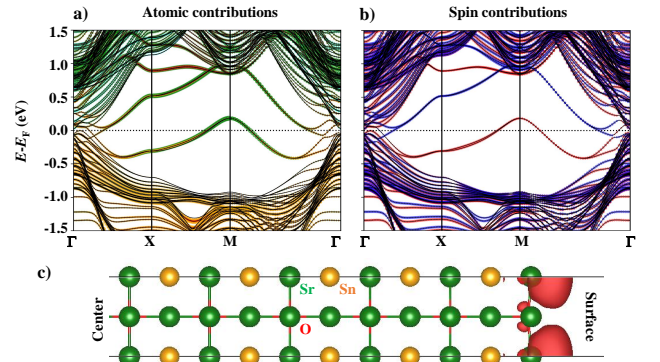 a) Atomic contributions
b) Spin contributions
1.5
1.0
0.5
0.0
-0.5
-1.0
-1.5
E-EF (eV)
Γ X M Γ
Γ X M Γ
c)
Center
Sr Sn
O
Surface